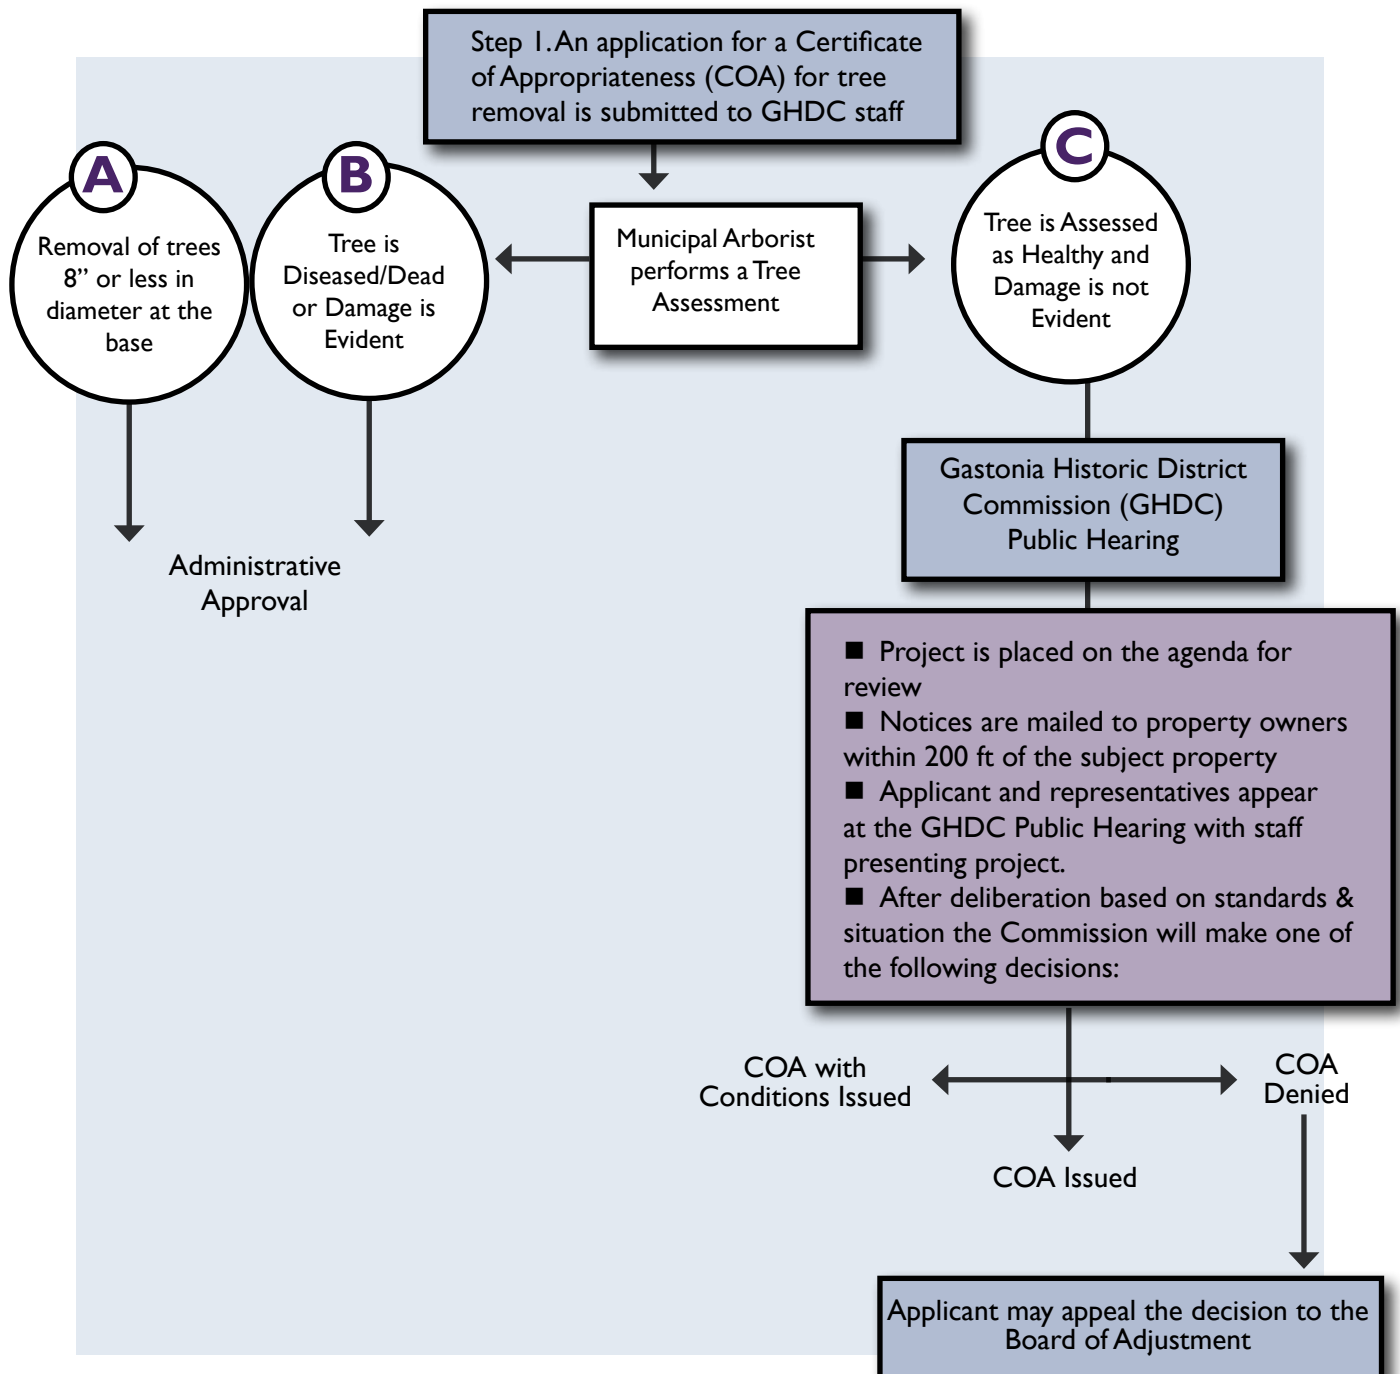 Step 1. An application for a Certificate
of Appropriateness (COA) for tree
removal is submitted to GHDC staff
A
Removal of trees
8” or less in
diameter at the
base
B
Tree is
Diseased/Dead
or Damage is
Evident
Municipal Arborist
performs a Tree
Assessment
C
Tree is Assessed
as Healthy and
Damage is not
Evident
Administrative
Approval
Gastonia Historic District
Commission (GHDC)
Public Hearing
■ Project is placed on the agenda for
review
■ Notices are mailed to property owners
within 200 ft of the subject property
■ Applicant and representatives appear
at the GHDC Public Hearing with staff
presenting project.
■ After deliberation based on standards &
situation the Commission will make one of
the following decisions:
COA with
Conditions Issued
COA Issued
COA
Denied
Applicant may appeal the decision to the
Board of Adjustment